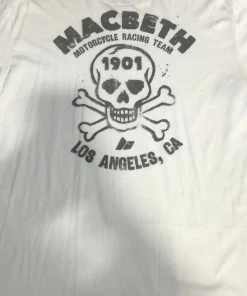 MACBETH
MOTORCYCLE RACING TEAM
1901
LOS ANGELES, CA